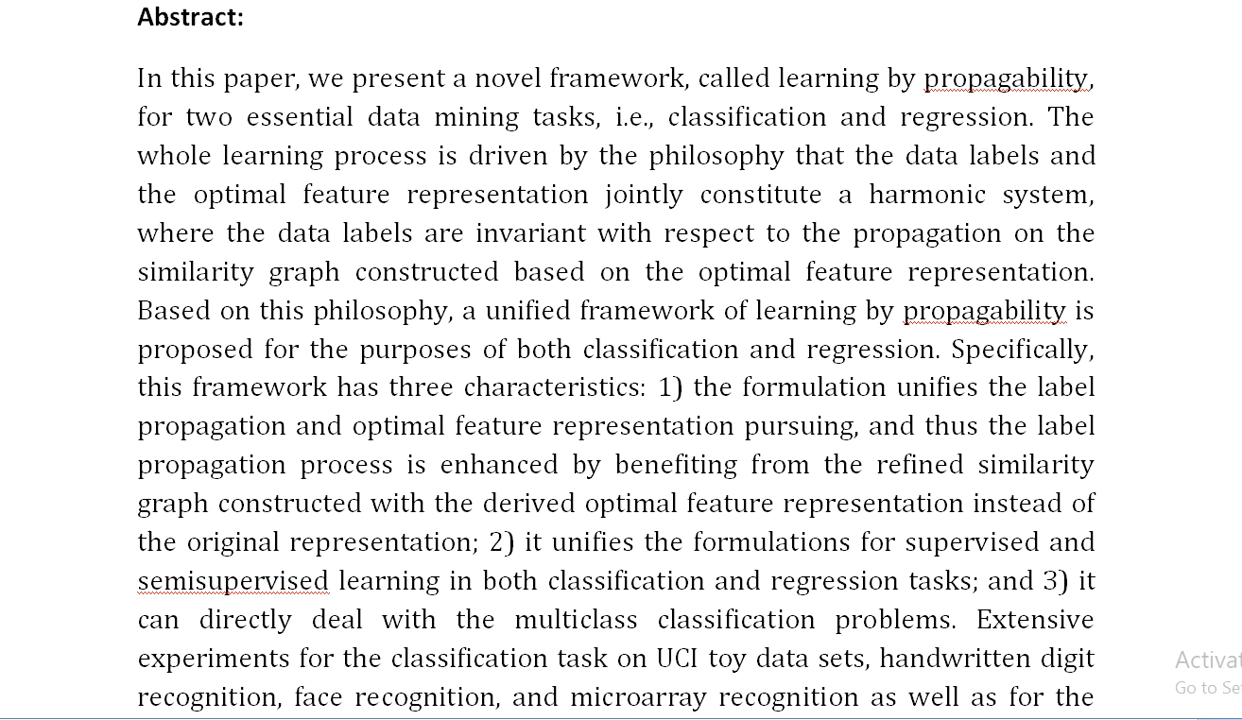 Abstract:
In this paper, we present a novel framework, called learning by propagability,
for two essential data mining tasks, i.e., classification and regression. The
whole learning process is driven by the philosophy that the data labels and
the optimal feature representation jointly constitute a harmonic system,
where the data labels are invariant with respect to the propagation on the
similarity graph constructed based on the optimal feature representation.
Based on this philosophy, a unified framework of learning by propagability is
proposed for the purposes of both classification and regression. Specifically,
this framework has three characteristics: 1) the formulation unifies the label
propagation and optimal feature representation pursuing, and thus the label
propagation process is enhanced by benefiting from the refined similarity
graph constructed with the derived optimal feature representation instead of
the original representation; 2) it unifies the formulations for supervised and
semisupervised learning in both classification and regression tasks; and 3) it
can directly deal with the multiclass classification problems. Extensive
experiments for the classification task on UCI toy data sets, handwritten digit
recognition, face recognition, and microarray recognition as well as for the
Activat
Go to Se